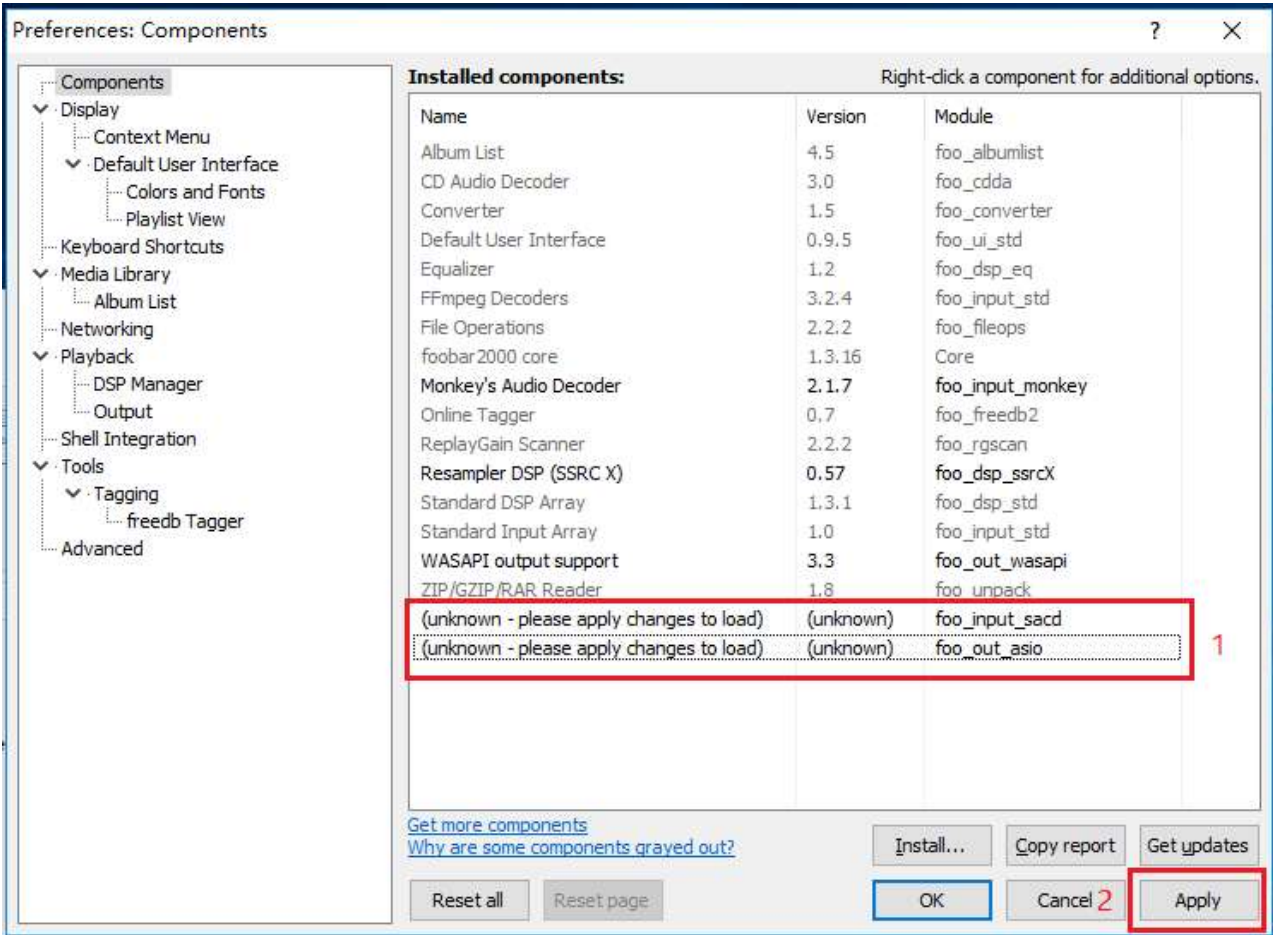 Preferences: Components
?
Components
Display
Context Menu
Default User Interface
Colors and Fonts
Playlist View
Keyboard Shortcuts
Media Library
Album List
Networking
Playback
DSP Manager
Output
Shell Integration
Tools
Tagging
freedb Tagger
Advanced
Installed components: Right-click a component for additional options.
Name Version Module
Album List 4.5 foo_albumlist
CD Audio Decoder 3.0 foo_cdda
Converter 1.5 foo_converter
Default User Interface 0.9.5 foo_ui_std
Equalizer 1.2 foo_dsp_eq
FFmpeg Decoders 3.2.4 foo_input_std
File Operations 2.2.2 foo_fileops
foobar2000 core 1.3.16 Core
Monkey's Audio Decoder 2.1.7 foo_input_monkey
Online Tagger 0.7 foo_freedb2
ReplayGain Scanner 2.2.2 foo_rgscan
Resampler DSP (SSRC X) 0.57 foo_dsp_ssrcX
Standard DSP Array 1.3.1 foo_dsp_std
Standard Input Array 1.0 foo_input_std
WASAPI output support 3.3 foo_out_wasapi
ZIP/GZIP/RAR Reader 1.8 foo_unpack
(unknown - please apply changes to load) (unknown) foo_input_sacd
(unknown - please apply changes to load) (unknown) foo_out_asio
1
Get more components
Why are some components grayed out?
Install... Copy report Get updates
Reset all Reset page OK Cancel 2 Apply